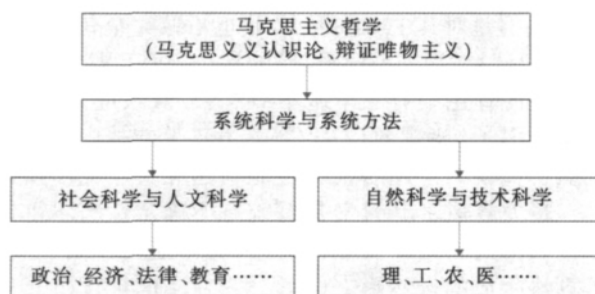 马克思主义哲学
(马克思义义认识论、辩证唯物主义)
系统科学与系统方法
社会科学与人文科学
自然科学与技术科学
政治、经济、法律、教育……
理、工、农、医……